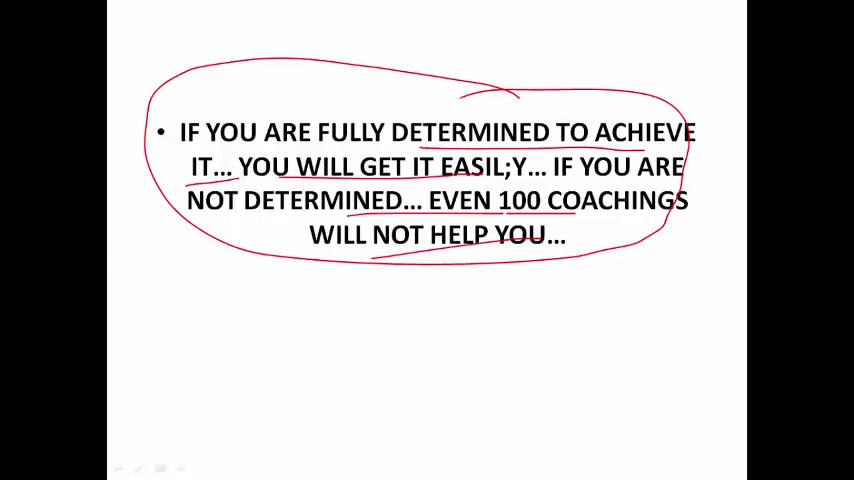 • IF YOU ARE FULLY DETERMINED TO ACHIEVE
IT... YOU WILL GET IT EASIL;Y... IF YOU ARE
NOT DETERMINED... EVEN 100 COACHINGS
WILL NOT HELP YOU...